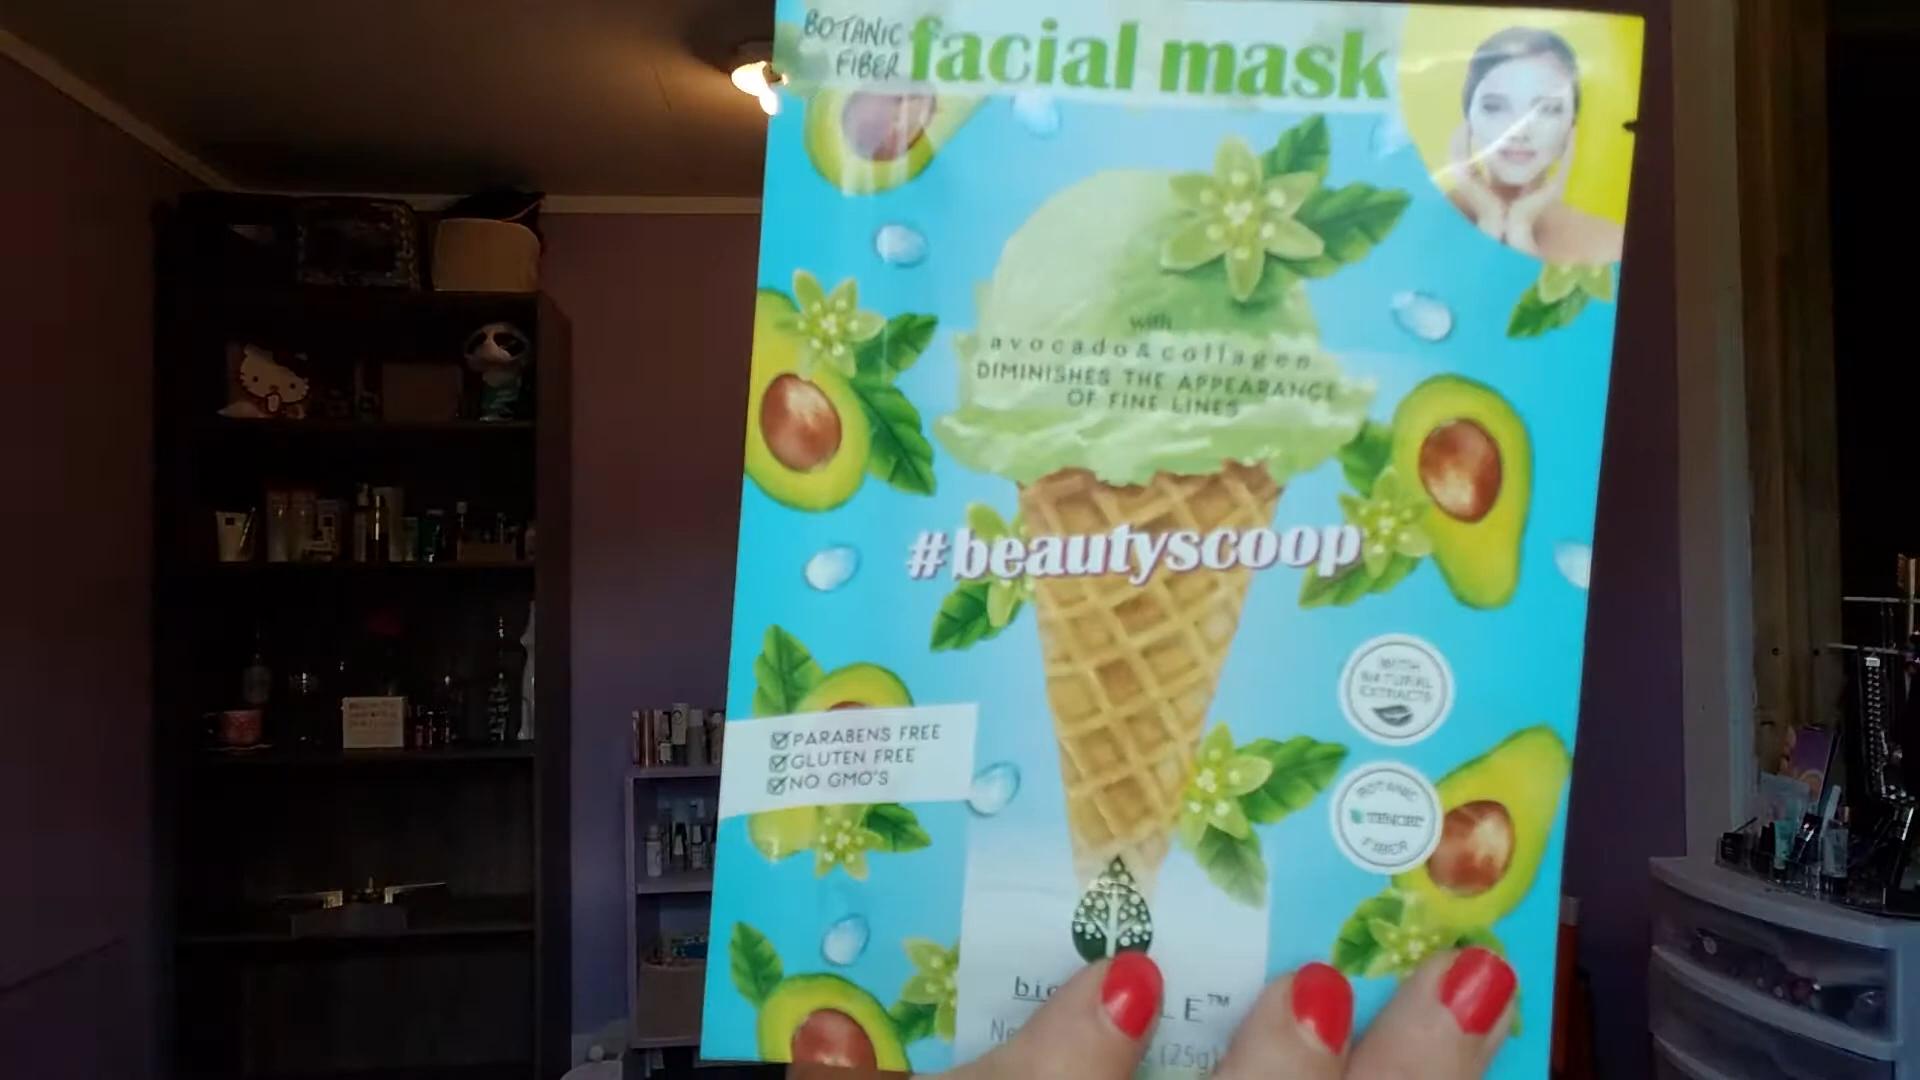 BOTANIC
FIBER
facial mask
with
avocado & collagen
DIMINISHES THE APPEARANCE
OF FINE LINES
#beautyscoop
PARABENS FREE
GLUTEN FREE
NO GMO'S
WITH
NATURAL
EXTRACTS
BOTANIC
TENCEL™
FIBER
(25g)